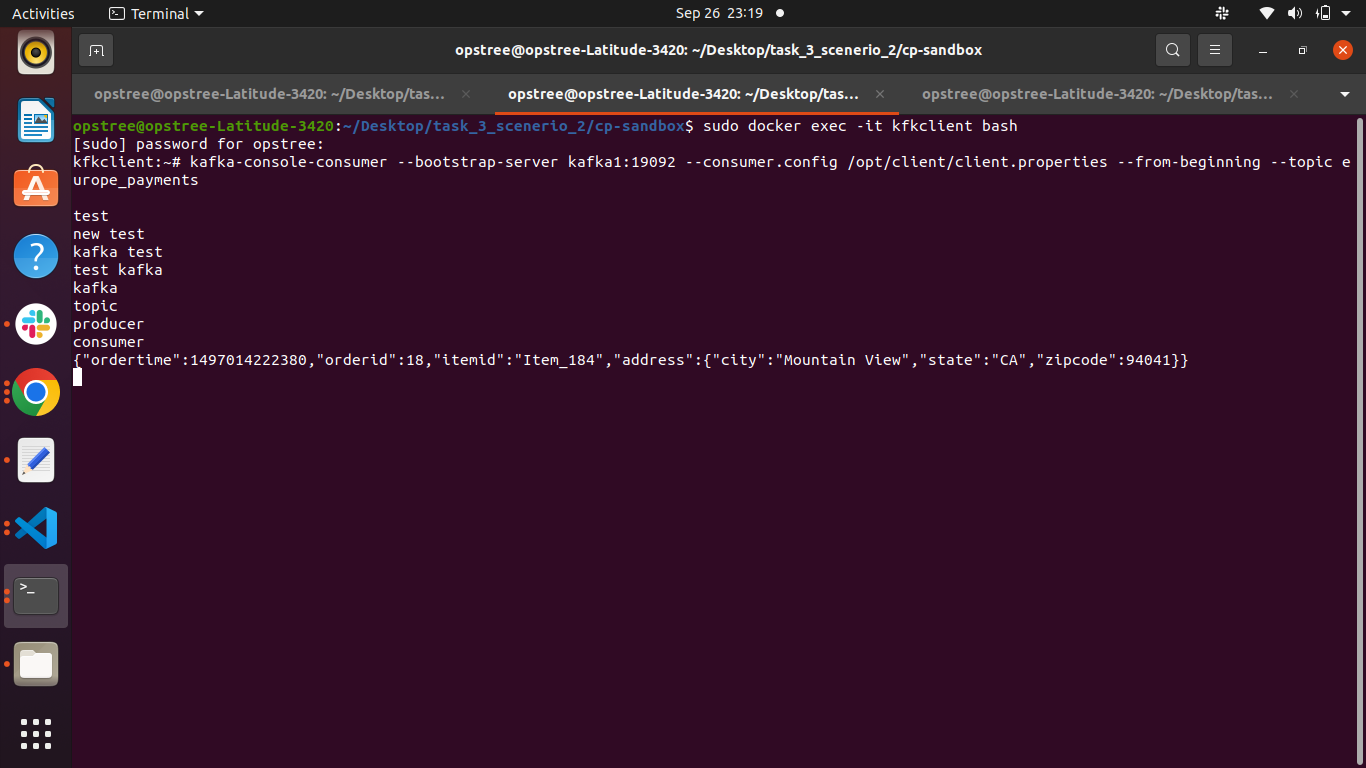 Activities
Terminal
Sep 26 23:19
opstree@opstree-Latitude-3420: ~/Desktop/task_3_scenerio_2/cp-sandbox
opstree@opstree-Latitude-3420: ~/Desktop/tas...
opstree@opstree-Latitude-3420: ~/Desktop/tas...
opstree@opstree-Latitude-3420: ~/Desktop/tas...
opstree@opstree-Latitude-3420:~/Desktop/task_3_scenerio_2/cp-sandbox$ sudo docker exec -it kfkclient bash
[sudo] password for opstree:
kfkclient:~# kafka-console-consumer --bootstrap-server kafka1:19092 --consumer.config /opt/client/client.properties --from-beginning --topic e
urope_payments
test
new test
kafka test
test kafka
kafka
topic
producer
consumer
{"ordertime":1497014222380,"orderid":18,"itemid":"Item_184","address":{"city":"Mountain View","state":"CA","zipcode":94041}}